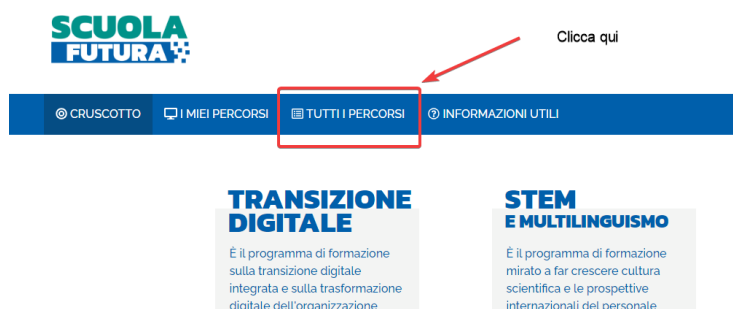 SCUOLA
FUTURA
Clicca qui
CRUSCOTTO I MIEI PERCORSI TUTTI I PERCORSI INFORMAZIONI UTILI
TRANSIZIONE
DIGITALE
È il programma di formazione
sulla transizione digitale
integrata e sulla trasformazione
digitale dell'organizzazione
STEM
E MULTILINGUISMO
È il programma di formazione
mirato a far crescere cultura
scientifica e le prospettive
internazionali del personale